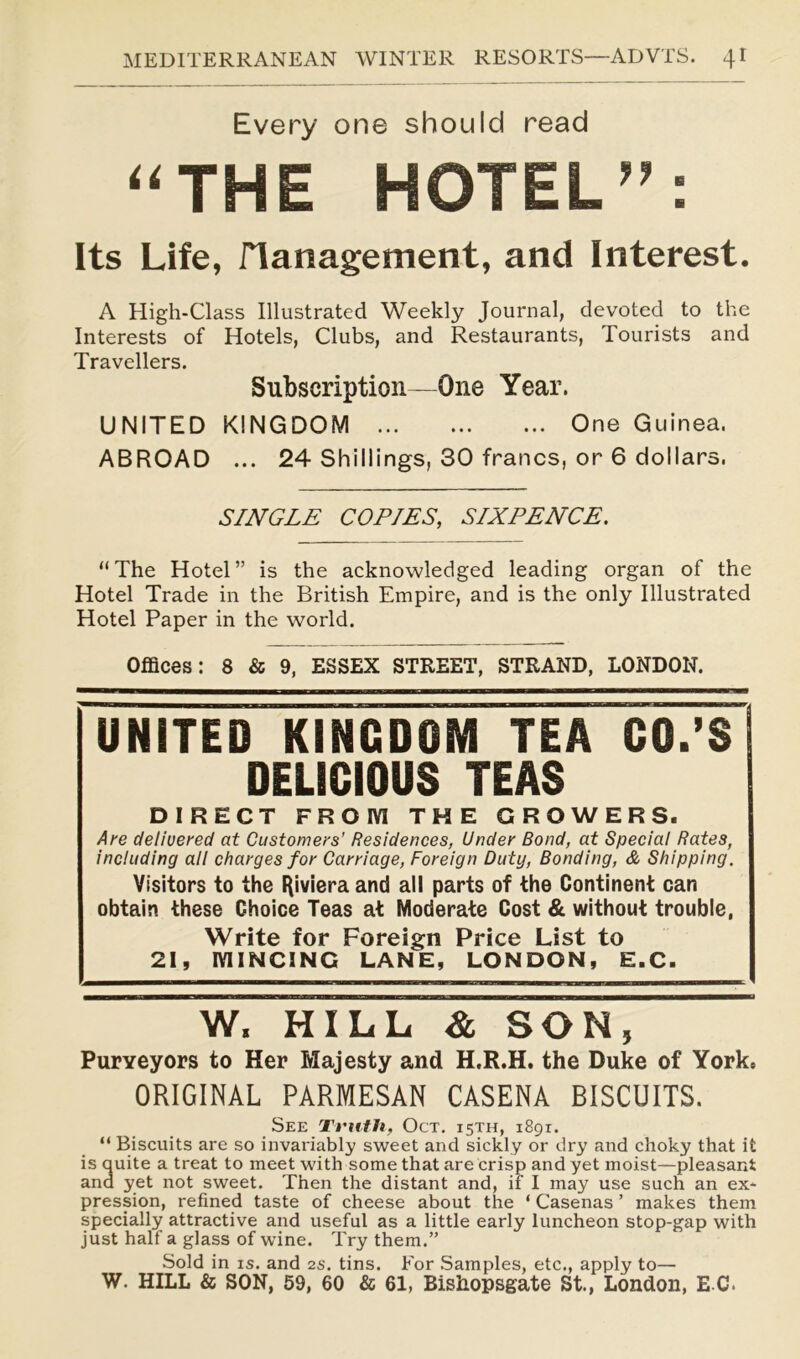 MEDITERRANEAN WINTER RESORTS—ADVTS. 41
Every one should read
“THE HOTEL”:
Its Life, Management, and Interest.
A High-Class Illustrated Weekly Journal, devoted to the
Interests of Hotels, Clubs, and Restaurants, Tourists and
Travellers.
Subscription—One Year.
UNITED KINGDOM ... ... ... One Guinea.
ABROAD ... 24 Shillings, 30 francs, or 6 dollars.
SINGLE COPIES, SIXPENCE.
“The Hotel” is the acknowledged leading organ of the
Hotel Trade in the British Empire, and is the only Illustrated
Hotel Paper in the world.
Offices: 8 & 9, ESSEX STREET, STRAND, LONDON.
UNITED KINGDOM TEA CO.’S
DELICIOUS TEAS
DIRECT FROM THE GROWERS.
Are delivered at Customers’ Residences, Under Bond, at Special Rates,
including all charges for Carriage, Foreign Duty, Bonding, & Shipping.
Visitors to the Riviera and all parts of the Continent can
obtain these Choice Teas at Moderate Cost & without trouble,
Write for Foreign Price List to
21, MINCING LANE, LONDON, E.C.
W. HILL & SON,
Purveyors to Her Majesty and H.R.H. the Duke of York.
ORIGINAL PARMESAN CASENA BISCUITS.
SEE Truth, OCT. 15TH, 1891.
“Biscuits are so invariably sweet and sickly or dry and choky that it
is quite a treat to meet with some that are crisp and yet moist—pleasant
and yet not sweet. Then the distant and, if I may use such an ex-
pression, refined taste of cheese about the ‘Casenas’ makes them
specially attractive and useful as a little early luncheon stop-gap with
just half a glass of wine. Try them.”
Sold in 1s. and 2s. tins. For Samples, etc., apply to—
W. HILL & SON, 59, 60 & 61, Bishopsgate St., London, E.C.